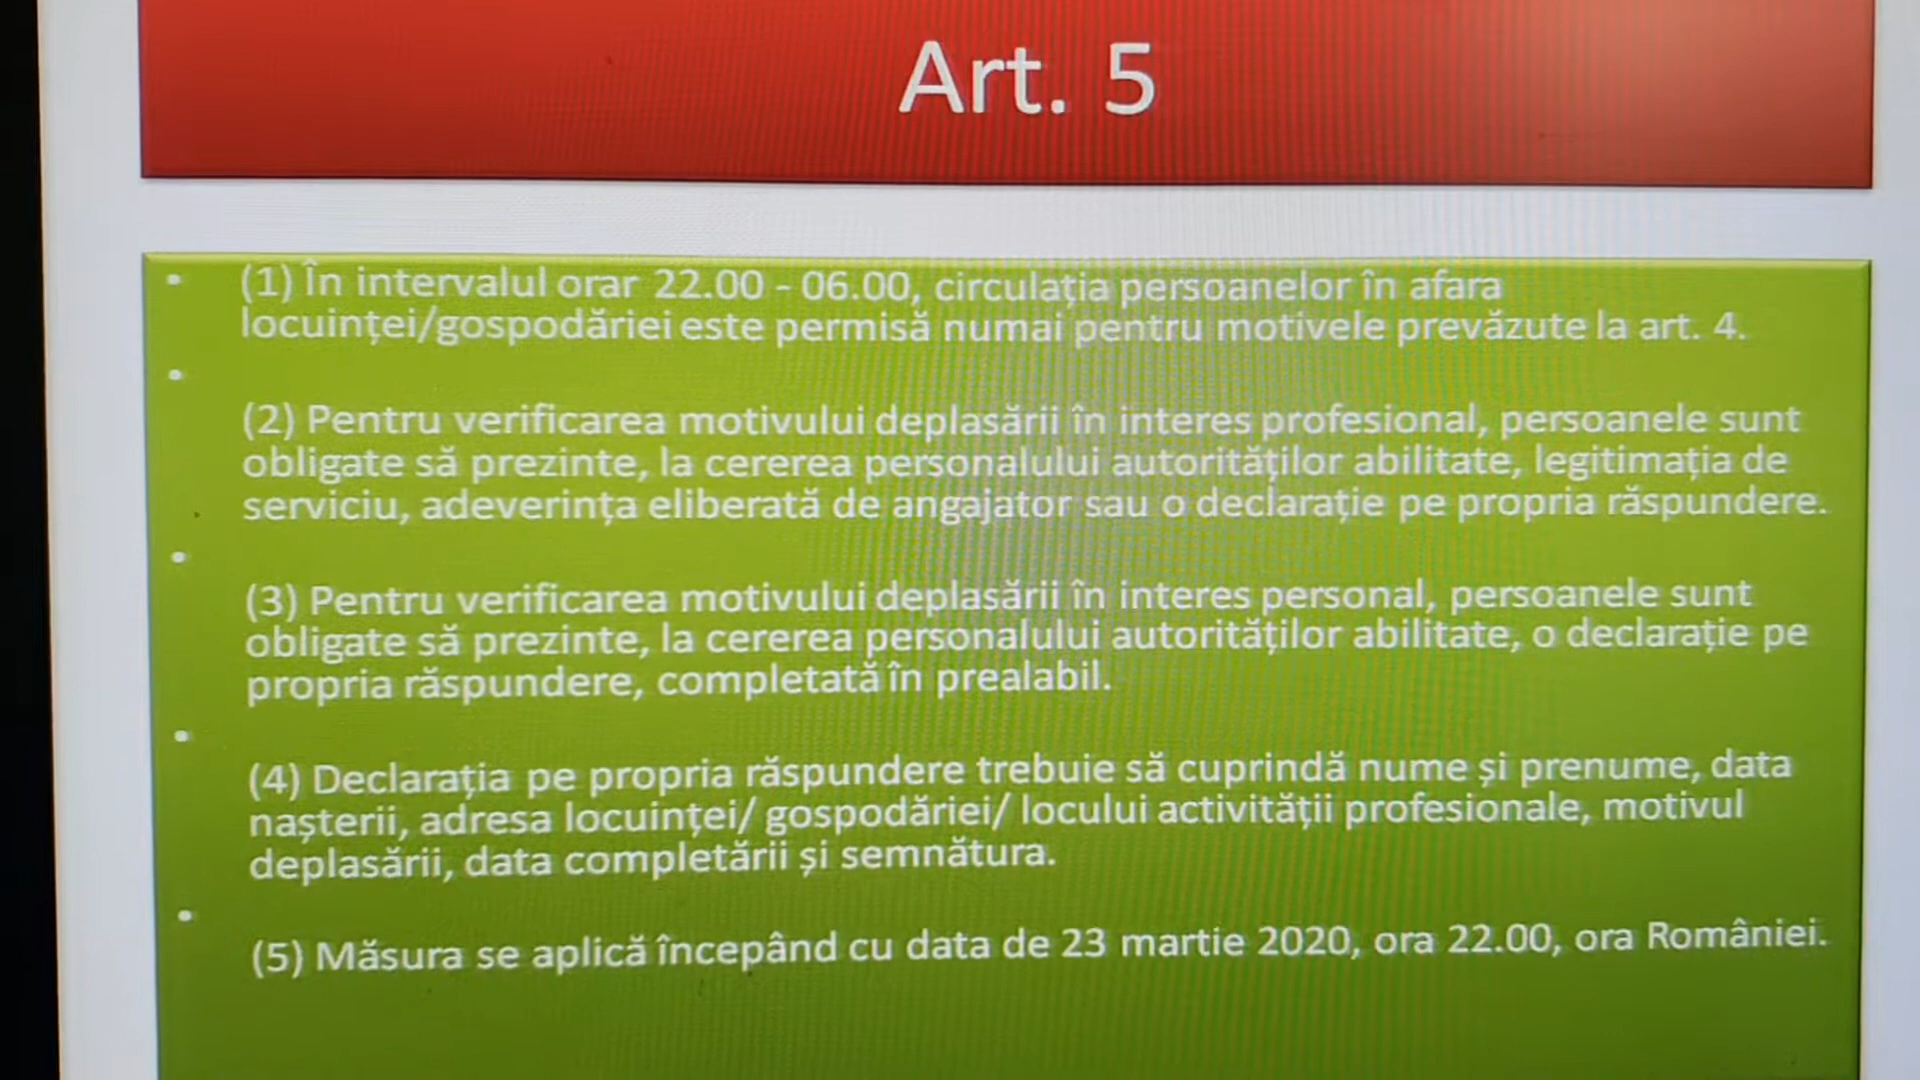 Art. 5
(1) În intervalul orar 22.00 - 06.00, circulația persoanelor în afara
locuinței/gospodăriei este permisă numai pentru motivele prevăzute la art. 4.
(2) Pentru verificarea motivului deplasării în interes profesional, persoanele sunt
obligate să prezinte, la cererea personalului autorităților abilitate, legitimația de
serviciu, adeverința eliberată de angajator sau o declarație pe propria răspundere.
(3) Pentru verificarea motivului deplasării în interes personal, persoanele sunt
obligate să prezinte, la cererea personalului autorităților abilitate, o declarație pe
propria răspundere, completată în prealabil.
(4) Declarația pe propria răspundere trebuie să cuprindă nume și prenume, data
nașterii, adresa locuinței/ gospodăriei/ locului activității profesionale, motivul
deplasării, data completării și semnătura.
(5) Măsura se aplică începând cu data de 23 martie 2020, ora 22.00, ora României.